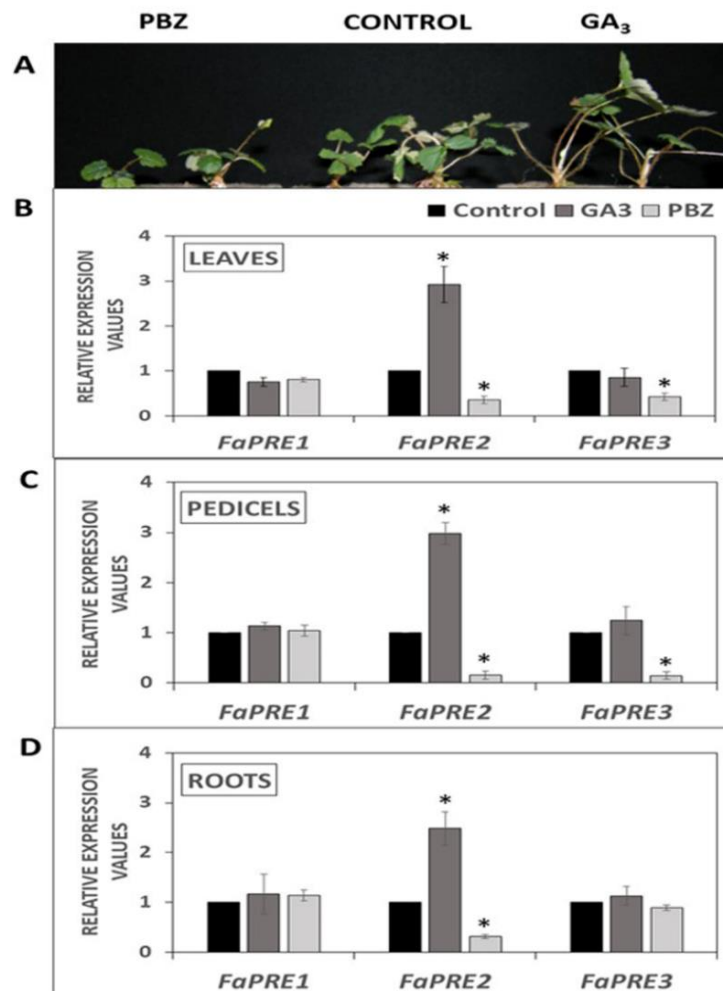 PBZ CONTROL GA₃
A
B
■ Control ■ GA3 ■ PBZ
LEAVES
RELATIVE EXPRESSION
VALUES
4
3
2
1
0
*
*
*
FaPRE1 FaPRE2 FaPRE3
C
PEDICELS
RELATIVE EXPRESSION
VALUES
4
3
2
1
0
*
*
*
FaPRE1 FaPRE2 FaPRE3
D
ROOTS
RELATIVE EXPRESSION
VALUES
4
3
2
1
0
*
*
FaPRE1 FaPRE2 FaPRE3